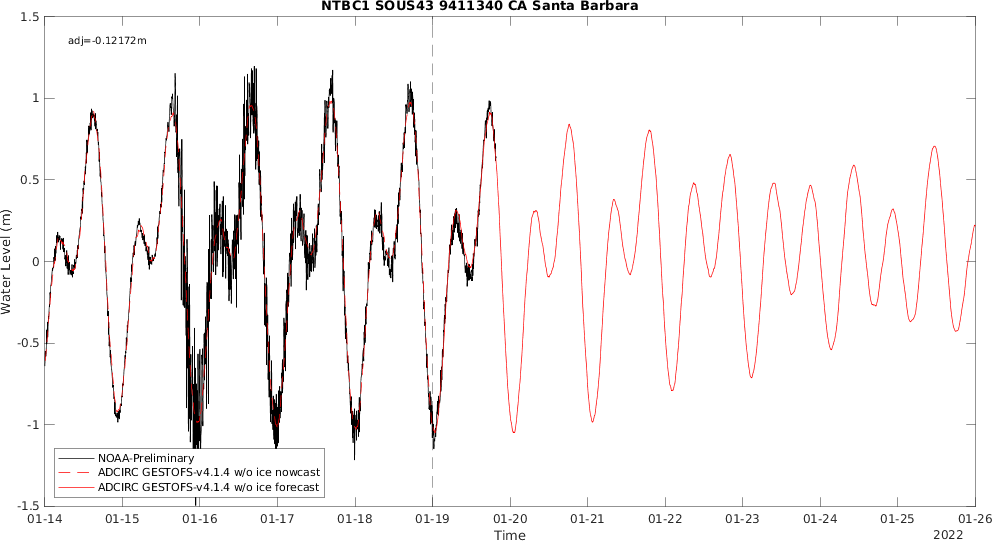 NTBC1 SOUS43 9411340 CA Santa Barbara
1.5
adj=-0.12172m
1
0.5
0
-0.5
-1
-1.5
Water Level (m)
NOAA-Preliminary
ADCIRC GESTOFS-v4.1.4 w/o ice nowcast
ADCIRC GESTOFS-v4.1.4 w/o ice forecast
01-14 01-15 01-16 01-17 01-18 01-19 01-20 01-21 01-22 01-23 01-24 01-25 01-26
Time
2022